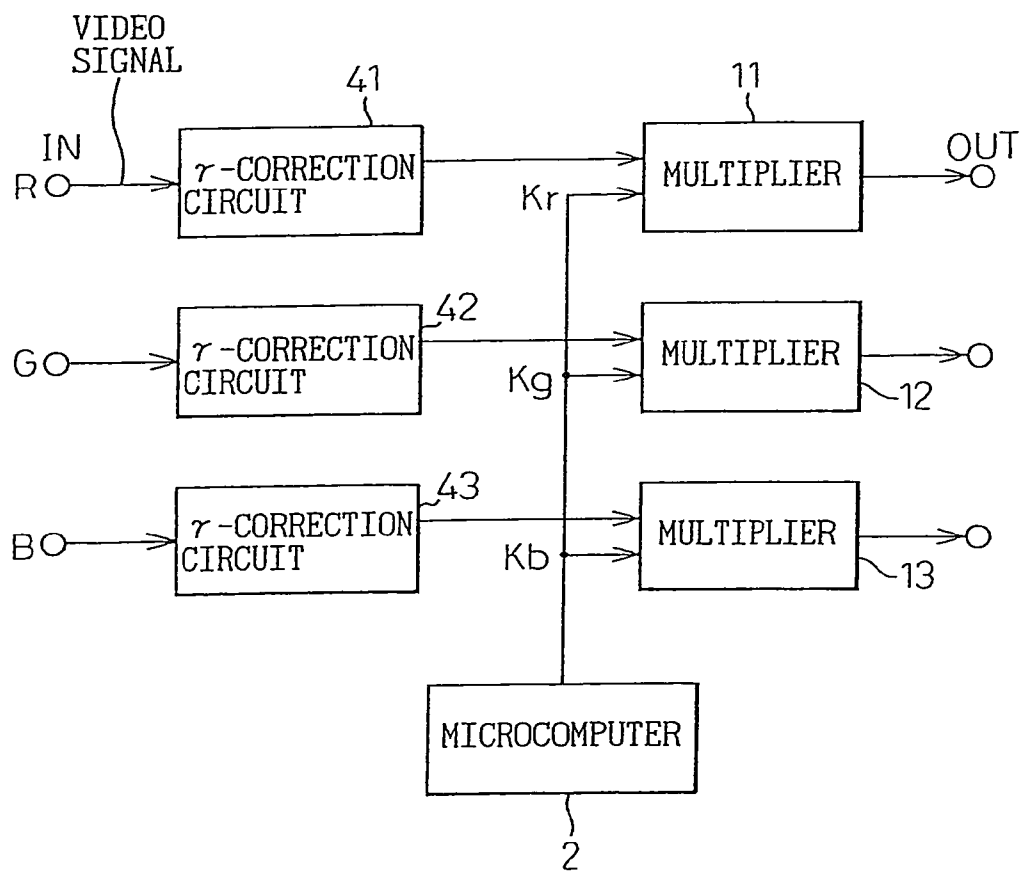 VIDEO
SIGNAL
41
11
IN
OUT
R
γ-CORRECTION
CIRCUIT
MULTIPLIER
Kr
42
G
γ-CORRECTION
CIRCUIT
MULTIPLIER
Kg
12
43
B
γ-CORRECTION
CIRCUIT
MULTIPLIER
Kb
13
MICROCOMPUTER
2